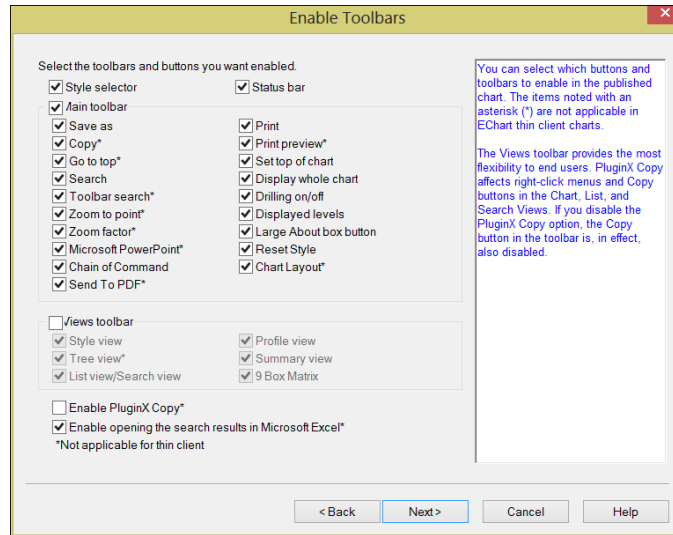 Enable Toolbars
Select the toolbars and buttons you want enabled.
Style selector
Status bar
Main toolbar
Save as
Print
Copy*
Print preview*
Go to top*
Set top of chart
Search
Display whole chart
Toolbar search*
Drilling on/off
Zoom to point*
Displayed levels
Zoom factor*
Large About box button
Microsoft PowerPoint*
Reset Style
Chain of Command
Chart Layout*
Send To PDF*
Views toolbar
Style view
Profile view
Tree view*
Summary view
List view/Search view
9 Box Matrix
Enable PluginX Copy*
Enable opening the search results in Microsoft Excel*
*Not applicable for thin client
You can select which buttons and
toolbars to enable in the published
chart. The items noted with an
asterisk (*) are not applicable in
EChart thin client charts.
The Views toolbar provides the most
flexibility to end users. PluginX Copy
affects right-click menus and Copy
buttons in the Chart, List, and
Search Views. If you disable the
PluginX Copy option, the Copy
button in the toolbar is, in effect,
also disabled.
< Back
Next >
Cancel
Help